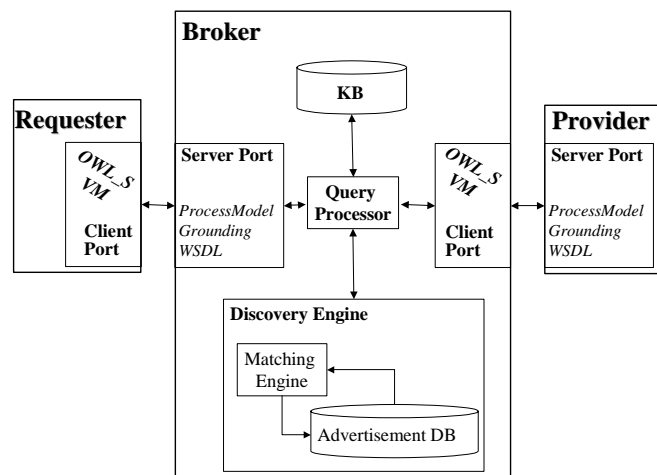 Broker
KB
Requester
OWL_S
VM
Client
Port
Server Port
ProcessModel
Grounding
WSDL
Query
Processor
OWL_S
VM
Client
Port
Provider
Server Port
ProcessModel
Grounding
WSDL
Discovery Engine
Matching
Engine
Advertisement DB